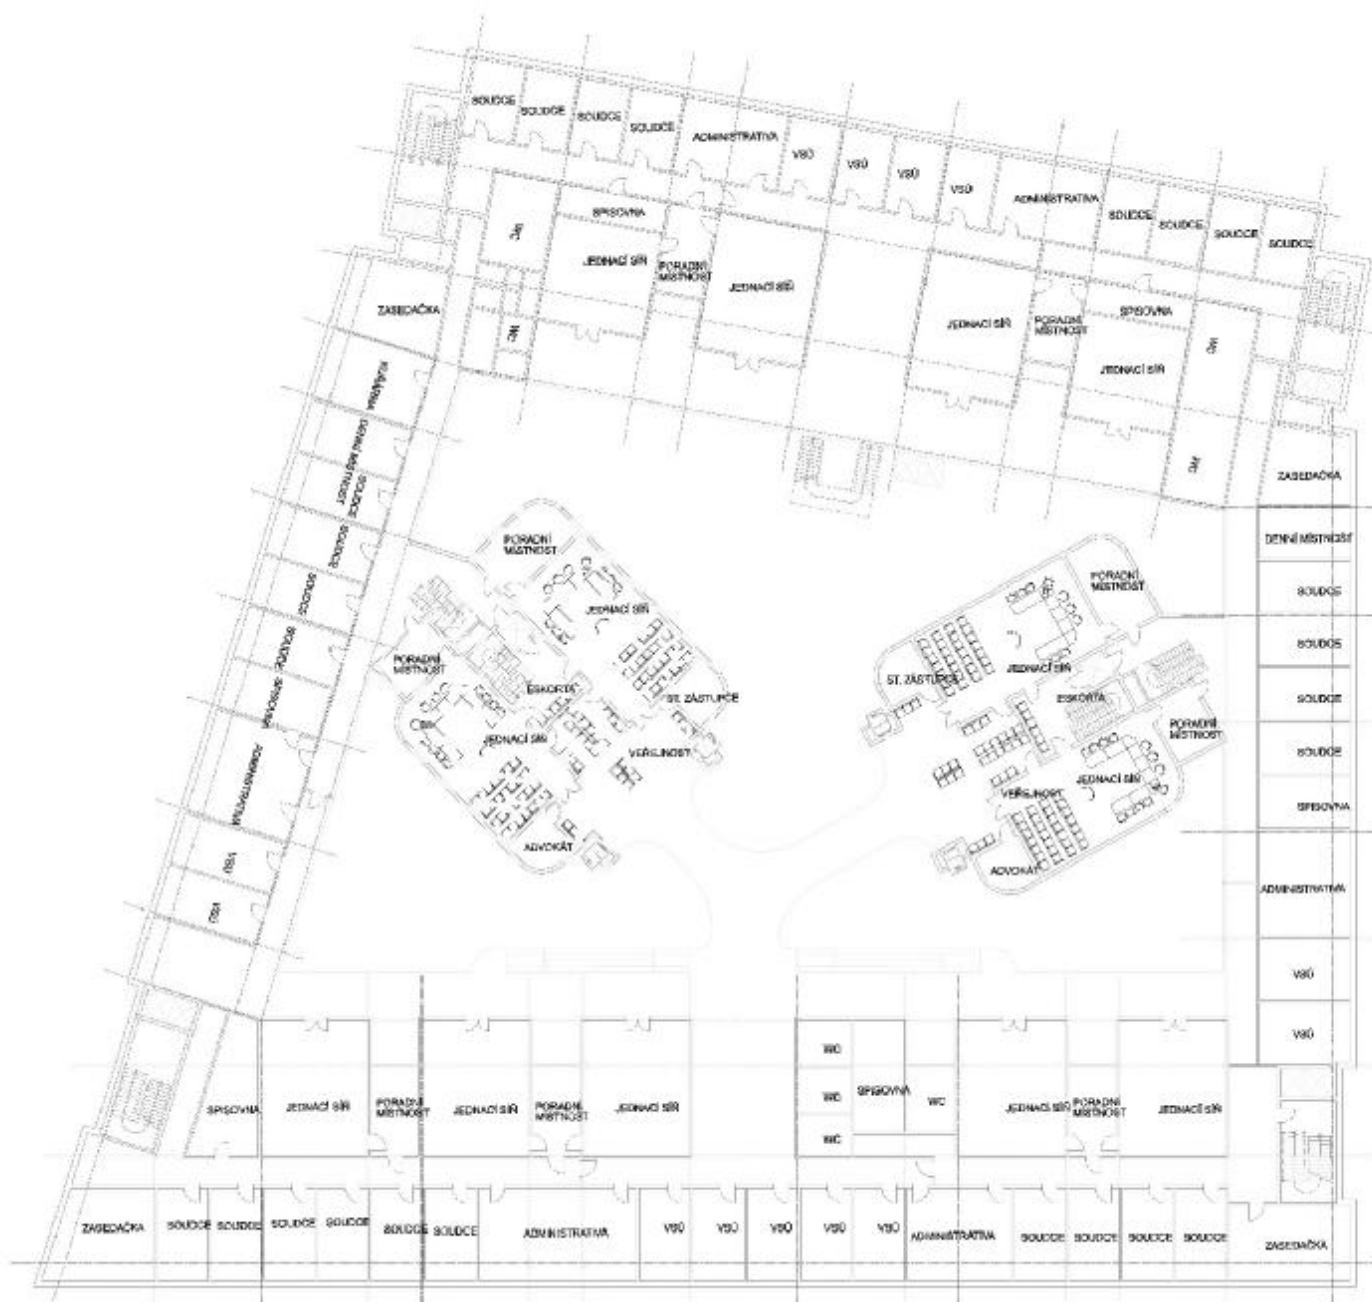 SOUDCE
SOUDCE
SOUDCE
SOUDCE
ADMINISTRATIVA
VSÚ
VSÚ
VSÚ
VSÚ
ADMINISTRATIVA
SOUDCE
SOUDCE
SOUDCE
SOUDCE
SPISOVNA
WC
JEDNACÍ SÍŇ
PORADNÍ
MÍSTNOST
JEDNACÍ SÍŇ
WC
JEDNACÍ SÍŇ
PORADNÍ
MÍSTNOST
SPISOVNA
JEDNACÍ SÍŇ
WC
WC
ZASEDAČKA
KUŇÁRNA
DENNÍ MÍSTNOST
SOUDCE
SOUDCE
SOUDCE
SOUDCE
SPISOVNA
ADMINISTRATIVA
VSÚ
VSÚ
PORADNÍ
MÍSTNOST
JEDNACÍ SÍŇ
PORADNÍ
MÍSTNOST
ESKORTA
ST. ZÁSTUPCE
JEDNACÍ SÍŇ
VEŘEJNOST
ADVOKÁT
PORADNÍ
MÍSTNOST
JEDNACÍ SÍŇ
ST. ZÁSTUPCE
ESKORTA
PORADNÍ
MÍSTNOST
JEDNACÍ SÍŇ
VEŘEJNOST
ADVOKÁT
ZASEDAČKA
DENNÍ MÍSTNOST
SOUDCE
SOUDCE
SOUDCE
SOUDCE
SPISOVNA
ADMINISTRATIVA
VSÚ
VSÚ
SPISOVNA
JEDNACÍ SÍŇ
PORADNÍ
MÍSTNOST
JEDNACÍ SÍŇ
PORADNÍ
MÍSTNOST
JEDNACÍ SÍŇ
WC
WC
WC
SPISOVNA
WC
JEDNACÍ SÍŇ
PORADNÍ
MÍSTNOST
JEDNACÍ SÍŇ
ZASEDAČKA
SOUDCE
SOUDCE
SOUDCE
SOUDCE
SOUDCE
SOUDCE
ADMINISTRATIVA
VSÚ
VSÚ
VSÚ
VSÚ
VSÚ
ADMINISTRATIVA
SOUDCE
SOUDCE
SOUDCE
SOUDCE
ZASEDAČKA